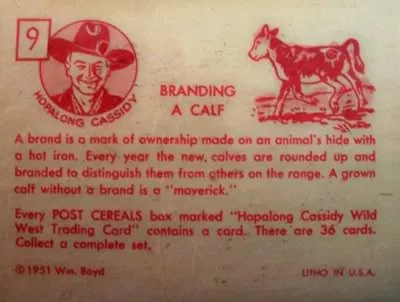 9
HOPALONG CASSIDY
BRANDING
A CALF
A brand is a mark of ownership made on an animal's hide with
a hot iron. Every year the new, calves are rounded up and
branded to distinguish them from others on the range. A grown
calf without a brand is a "maverick."
Every POST CEREALS box marked "Hopalong Cassidy Wild
West Trading Card" contains a card. There are 36 cards.
Collect a complete set.
© 1951 Wm. Boyd
LITHO IN U.S.A.